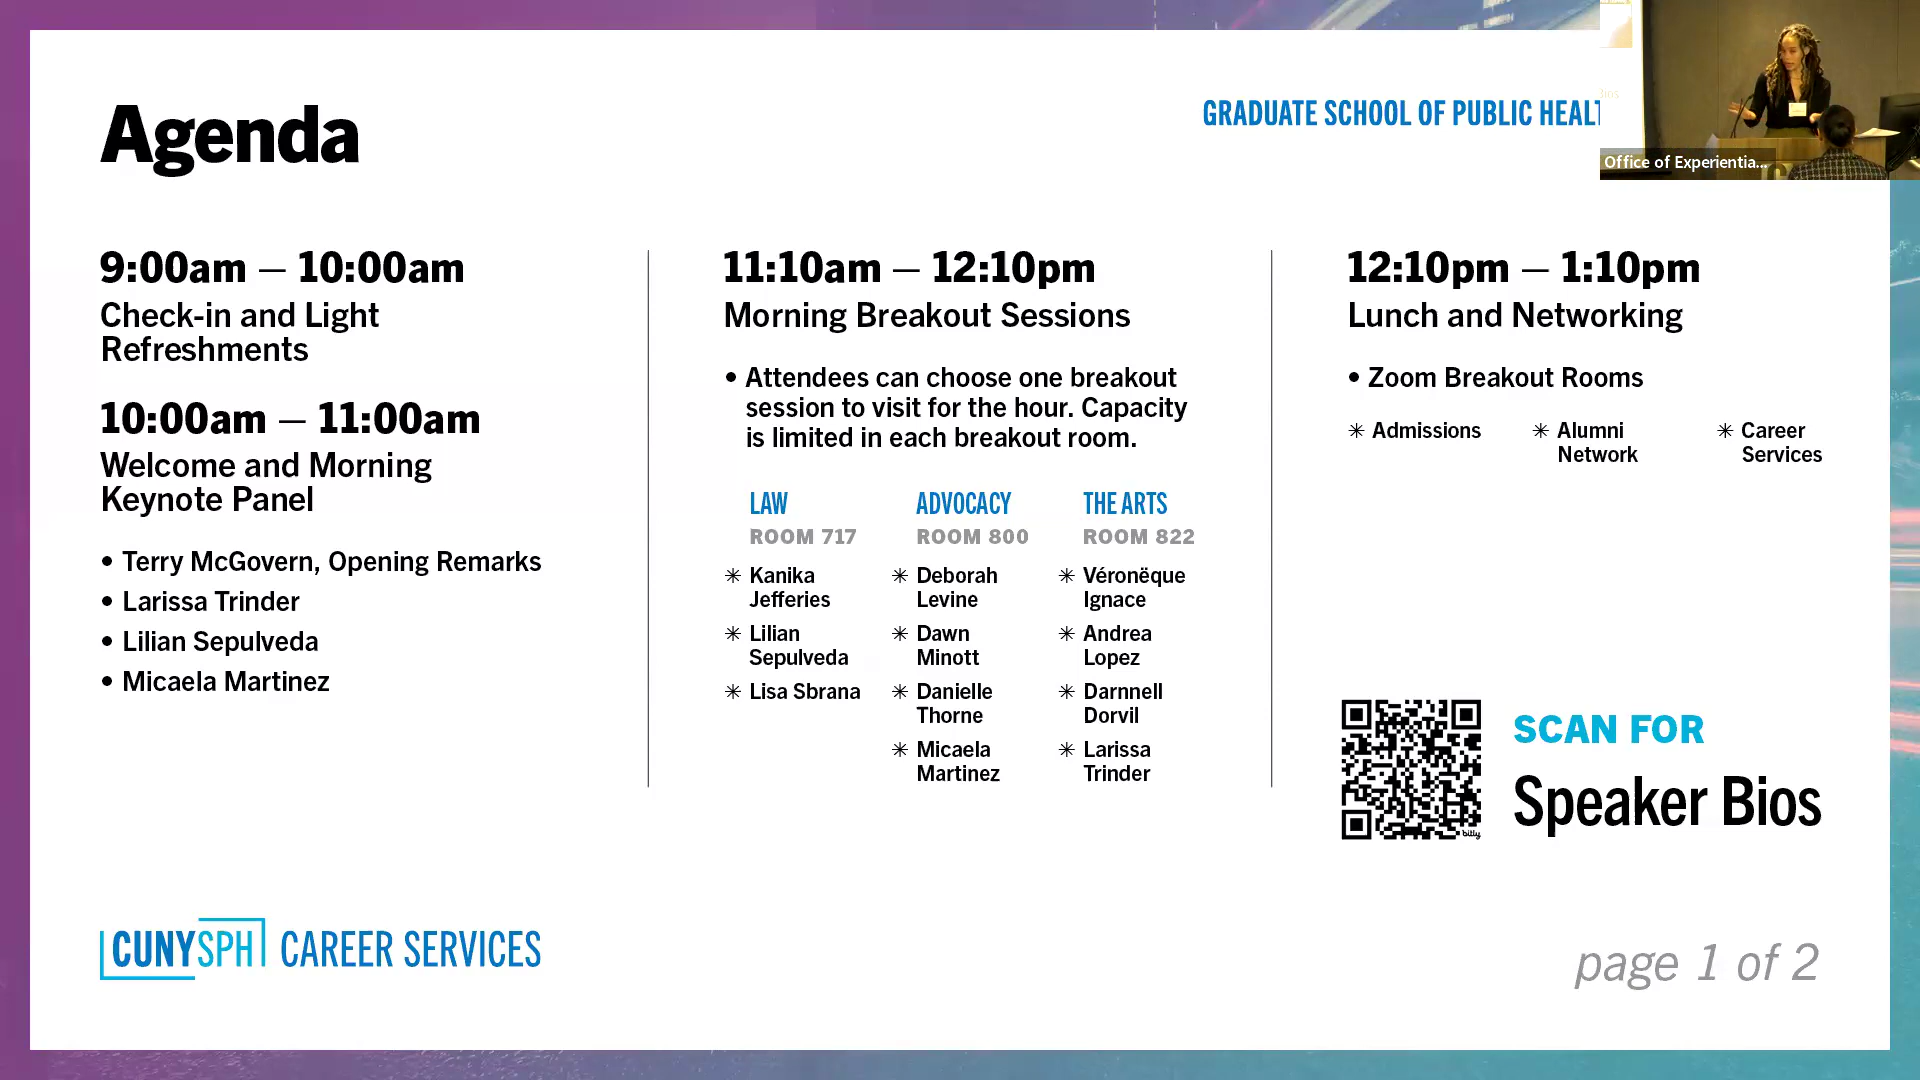 Agenda
GRADUATE SCHOOL OF PUBLIC
Office of Experientia...
9:00am – 10:00am
Check-in and Light
Refreshments
10:00am – 11:00am
Welcome and Morning
Keynote Panel
• Terry McGovern, Opening Remarks
• Larissa Trinder
• Lilian Sepulveda
• Micaela Martinez
11:10am – 12:10pm
Morning Breakout Sessions
• Attendees can choose one breakout
session to visit for the hour. Capacity
is limited in each breakout room.
LAW
ROOM 717
✳ Kanika
Jefferies
✳ Lilian
Sepulveda
✳ Lisa Sbrana
ADVOCACY
ROOM 800
✳ Deborah
Levine
✳ Dawn
Minott
✳ Danielle
Thorne
✳ Micaela
Martinez
THE ARTS
ROOM 822
✳ Véronëque
Ignace
✳ Andrea
Lopez
✳ Darnnell
Dorvil
✳ Larissa
Trinder
12:10pm – 1:10pm
Lunch and Networking
• Zoom Breakout Rooms
✳ Admissions
✳ Alumni
Network
✳ Career
Services
bitly
SCAN FOR
Speaker Bios
CUNYSPH CAREER SERVICES
page 1 of 2